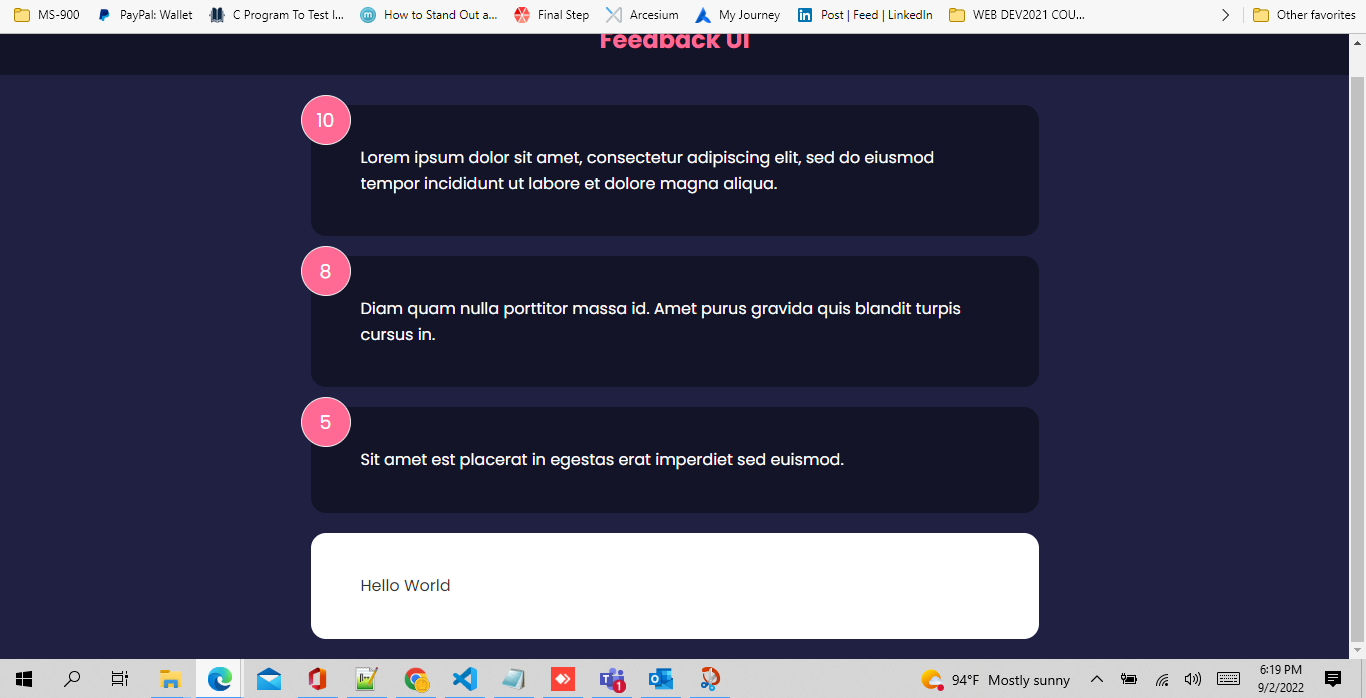 MS-900 PayPal: Wallet C Program To Test I... How to Stand Out a... Final Step Arcesium My Journey Post | Feed | LinkedIn WEB DEV2021 COU... Other favorites
Feedback UI
10
Lorem ipsum dolor sit amet, consectetur adipiscing elit, sed do eiusmod
tempor incididunt ut labore et dolore magna aliqua.
8
Diam quam nulla porttitor massa id. Amet purus gravida quis blandit turpis
cursus in.
5
Sit amet est placerat in egestas erat imperdiet sed euismod.
Hello World
94°F Mostly sunny
6:19 PM
9/2/2022
1